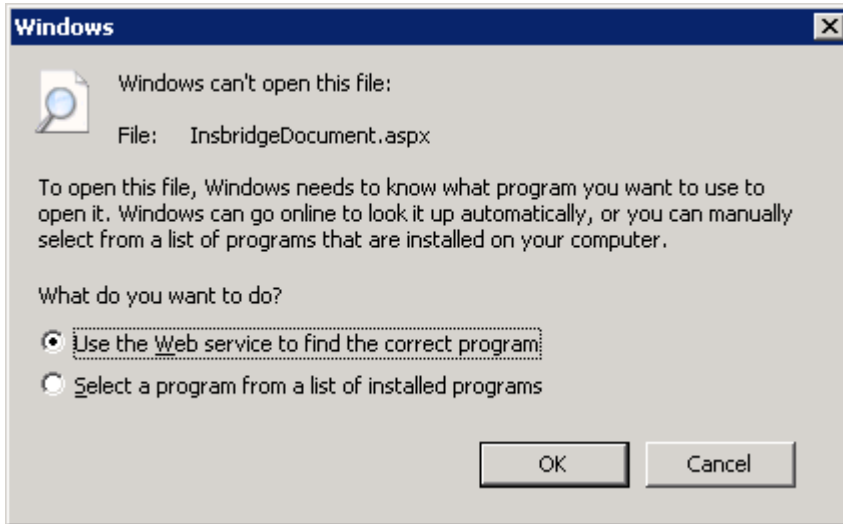 Windows
Windows can't open this file:
File: InsbridgeDocument.aspx
To open this file, Windows needs to know what program you want to use to
open it. Windows can go online to look it up automatically, or you can manually
select from a list of programs that are installed on your computer.
What do you want to do?
Use the Web service to find the correct program
Select a program from a list of installed programs
OK Cancel